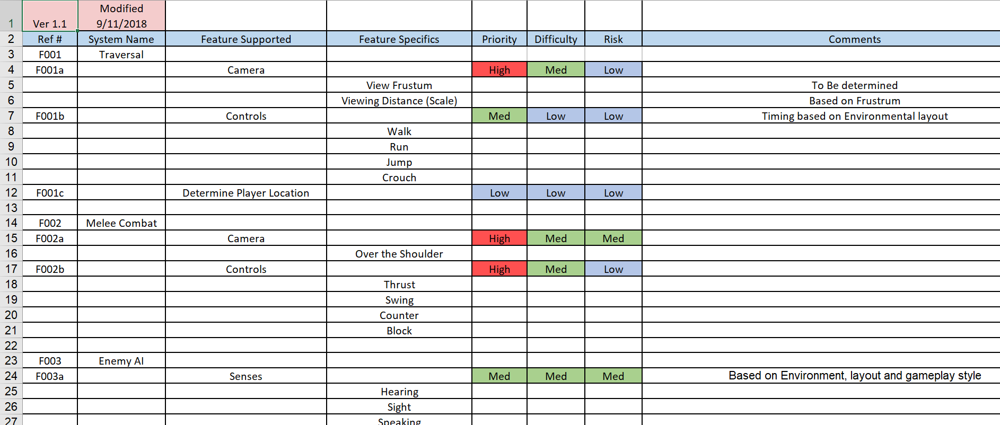 Modified
1 Ver 1.1 9/11/2018
2 Ref # System Name Feature Supported Feature Specifics Priority Difficulty Risk Comments
3 F001 Traversal
4 F001a Camera High Med Low
5 View Frustum To Be determined
6 Viewing Distance (Scale) Based on Frustrum
7 F001b Controls Med Low Low Timing based on Environmental layout
8 Walk
9 Run
10 Jump
11 Crouch
12 F001c Determine Player Location Low Low Low
13
14 F002 Melee Combat
15 F002a Camera High Med Med
16 Over the Shoulder
17 F002b Controls High Med Low
18 Thrust
19 Swing
20 Counter
21 Block
22
23 F003 Enemy AI
24 F003a Senses Med Med Med Based on Environment, layout and gameplay style
25 Hearing
26 Sight
27 Speaking